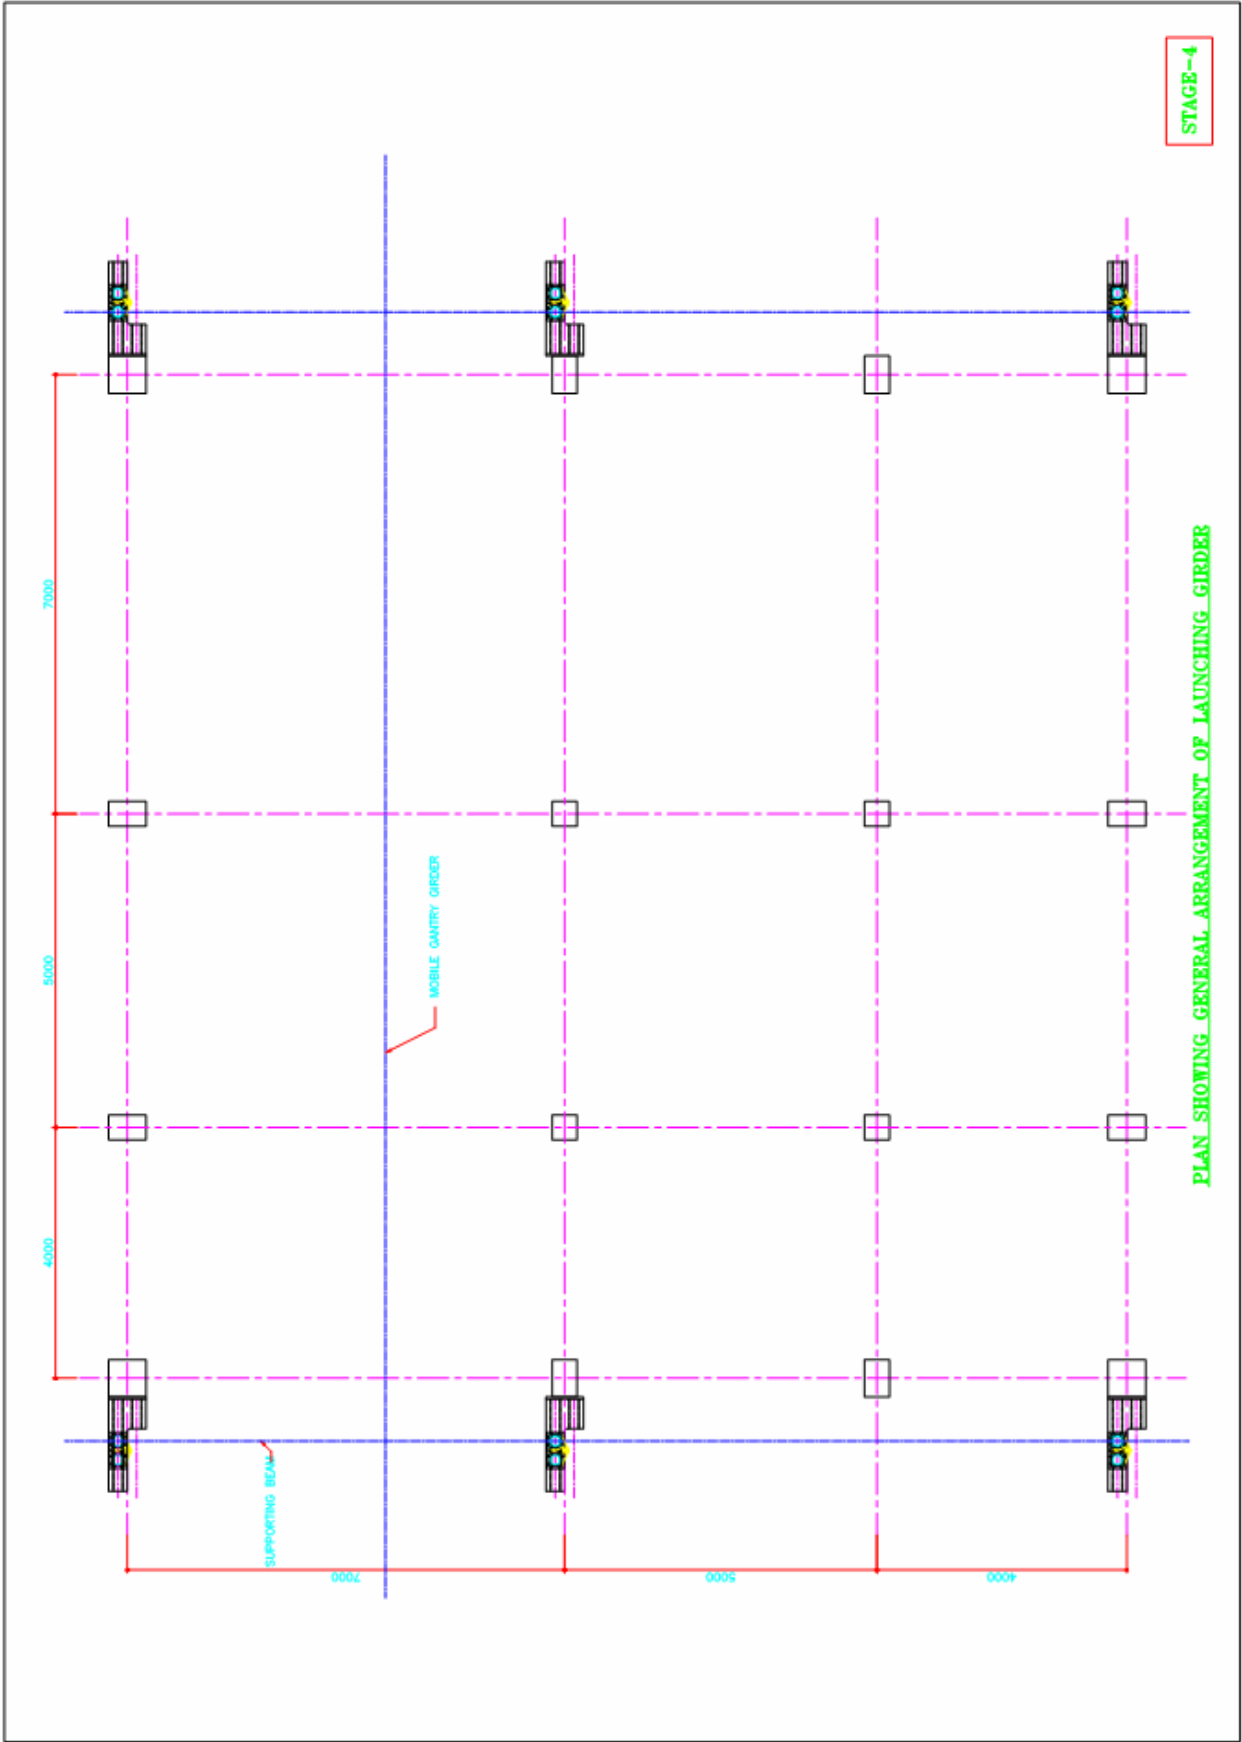 STAGE-4
7000
5000
4000
MOBILE GANTRY GIRDER
SUPPORTING BEAM
7000
5000
4000
PLAN SHOWING GENERAL ARRANGEMENT OF LAUNCHING GIRDER